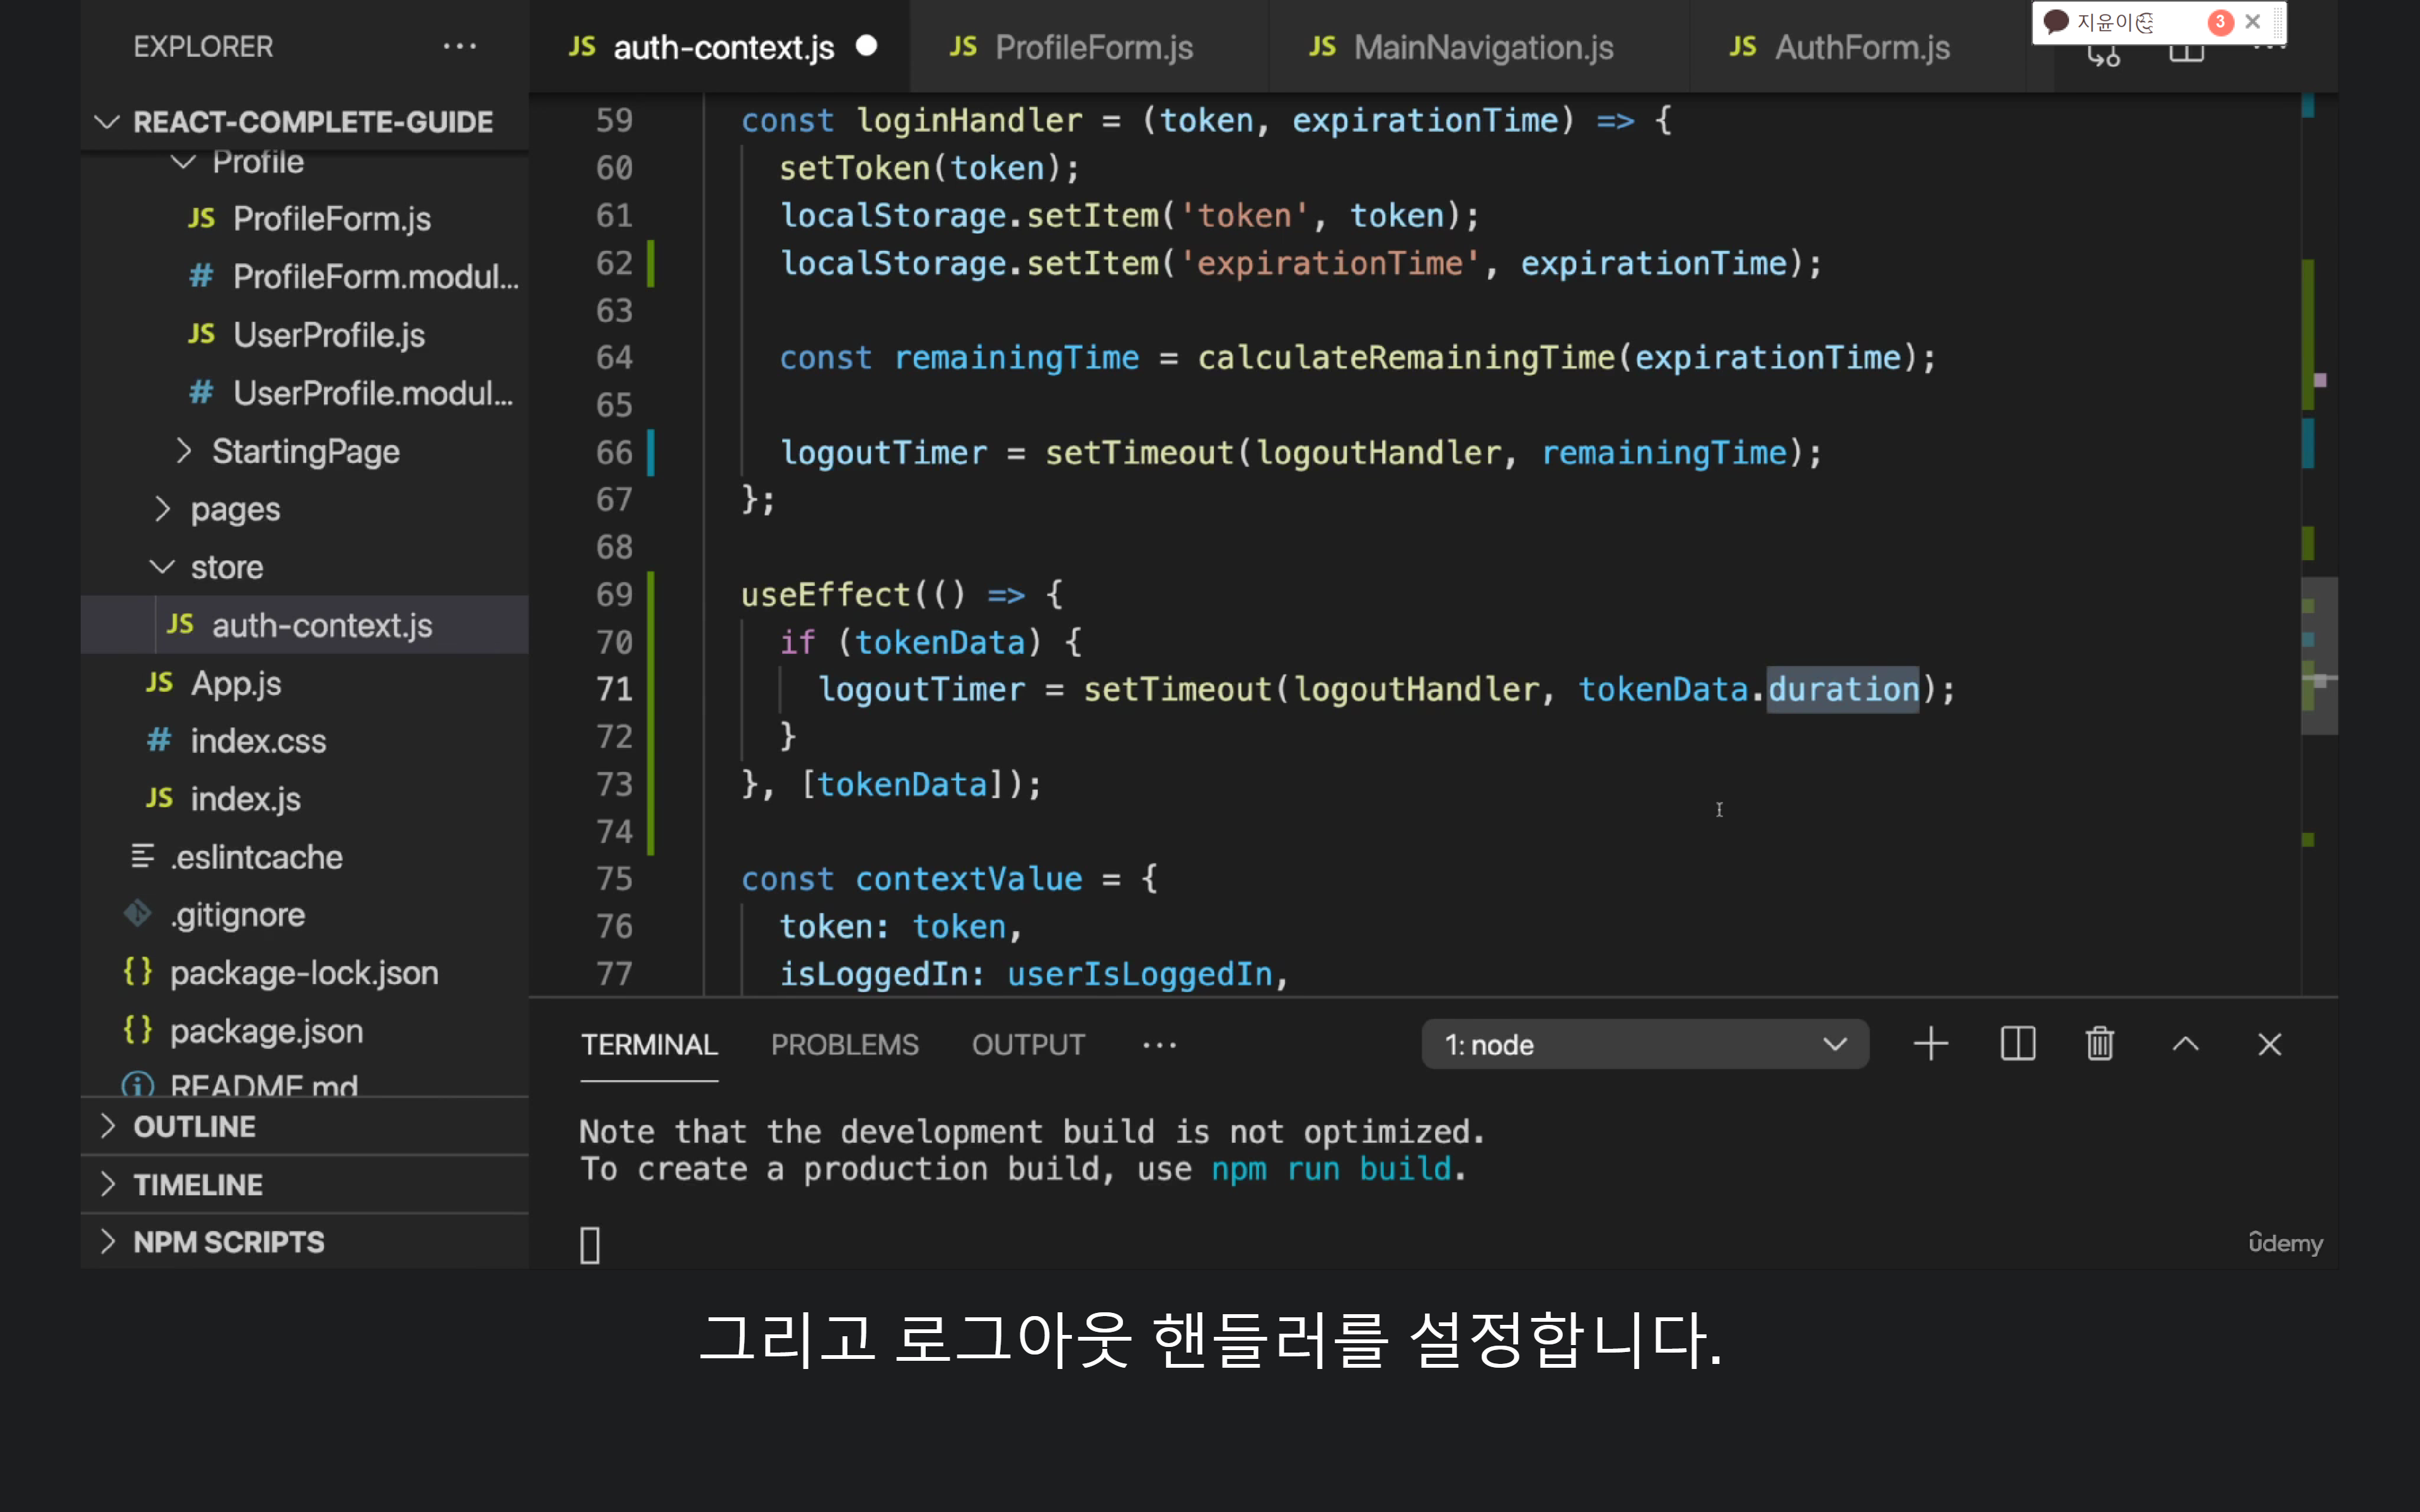 EXPLORER ...
REACT-COMPLETE-GUIDE
Profile
JS ProfileForm.js
# ProfileForm.modul...
JS UserProfile.js
# UserProfile.modul...
StartingPage
pages
store
JS auth-context.js
JS App.js
# index.css
JS index.js
.eslintcache
.gitignore
{} package-lock.json
{} package.json
README.md
OUTLINE
TIMELINE
NPM SCRIPTS
JS auth-context.js
JS ProfileForm.js
JS MainNavigation.js
JS AuthForm.js
지윤이
3
59 const loginHandler = (token, expirationTime) => {
60 setToken(token);
61 localStorage.setItem('token', token);
62 localStorage.setItem('expirationTime', expirationTime);
63
64 const remainingTime = calculateRemainingTime(expirationTime);
65
66 logoutTimer = setTimeout(logoutHandler, remainingTime);
67 };
68
69 useEffect(() => {
70 if (tokenData) {
71 logoutTimer = setTimeout(logoutHandler, tokenData.duration);
72 }
73 }, [tokenData]);
74
75 const contextValue = {
76 token: token,
77 isLoggedIn: userIsLoggedIn,
TERMINAL PROBLEMS OUTPUT ... 1: node
Note that the development build is not optimized.
To create a production build, use npm run build.
ûdemy
그리고 로그아웃 핸들러를 설정합니다.